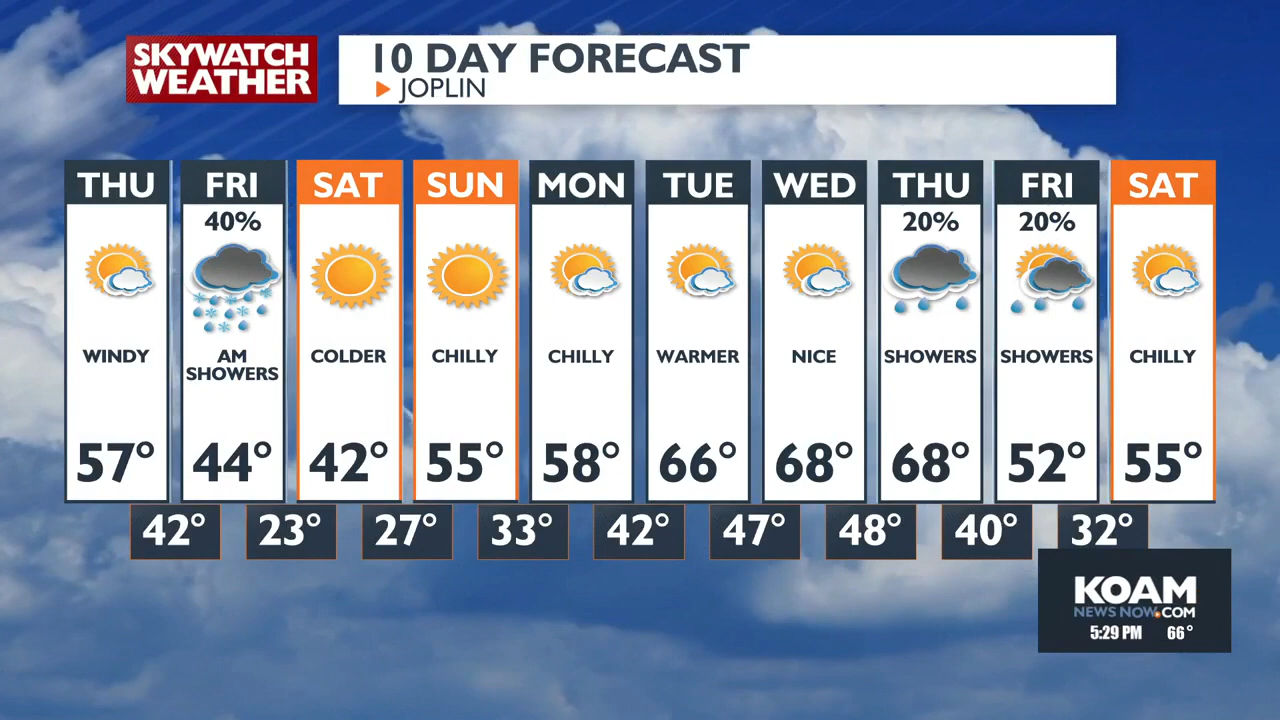 SKYWATCH
WEATHER
10 DAY FORECAST
JOPLIN
THU FRI SAT SUN MON TUE WED THU FRI SAT
40% 20% 20%
WINDY AM SHOWERS COLDER CHILLY CHILLY WARMER NICE SHOWERS SHOWERS CHILLY
57° 44° 42° 55° 58° 66° 68° 68° 52° 55°
42° 23° 27° 33° 42° 47° 48° 40° 32°
KOAM
NEWS NOW.COM
5:29 PM 66°